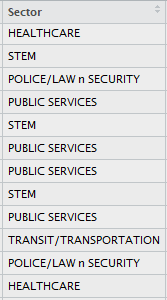 Sector
HEALTHCARE
STEM
POLICE/LAW n SECURITY
PUBLIC SERVICES
STEM
PUBLIC SERVICES
PUBLIC SERVICES
STEM
PUBLIC SERVICES
TRANSIT/TRANSPORTATION
POLICE/LAW n SECURITY
HEALTHCARE